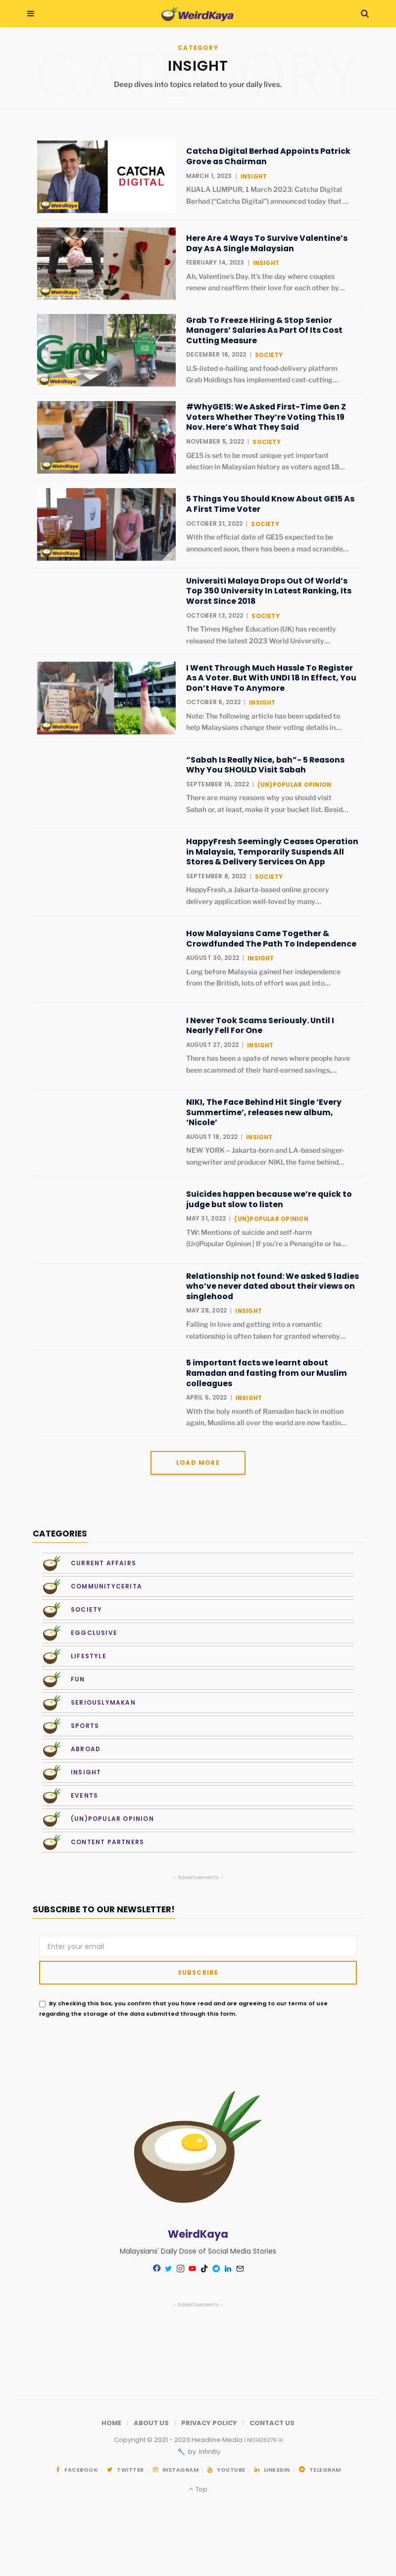 WeirdKaya
CATEGORY
CATEGORY
INSIGHT
Deep dives into topics related to your daily lives.
CATCHA
DIGITAL
WeirdKaya
Catcha Digital Berhad Appoints Patrick
Grove as Chairman
MARCH 1, 2023 | INSIGHT
KUALA LUMPUR, 1 March 2023: Catcha Digital
Berhad (“Catcha Digital”) announced today that ...
WeirdKaya
Here Are 4 Ways To Survive Valentine’s
Day As A Single Malaysian
FEBRUARY 14, 2023 | INSIGHT
Ah, Valentine’s Day. It’s the day where couples
renew and reaffirm their love for each other by...
Grab
WeirdKaya
Grab To Freeze Hiring & Stop Senior
Managers’ Salaries As Part Of Its Cost
Cutting Measure
DECEMBER 16, 2022 | SOCIETY
U.S-listed e-hailing and food-delivery platform
Grab Holdings has implemented cost-cutting...
WeirdKaya
#WhyGE15: We Asked First-Time Gen Z
Voters Whether They’re Voting This 19
Nov. Here’s What They Said
NOVEMBER 5, 2022 | SOCIETY
GE15 is set to be most unique yet important
election in Malaysian history as voters aged 18...
WeirdKaya
5 Things You Should Know About GE15 As
A First Time Voter
OCTOBER 21, 2022 | SOCIETY
With the official date of GE15 expected to be
announced soon, there has been a mad scramble...
Universiti Malaya Drops Out Of World’s
Top 350 University In Latest Ranking, Its
Worst Since 2018
OCTOBER 13, 2022 | SOCIETY
The Times Higher Education (UK) has recently
released the latest 2023 World University...
WeirdKaya
I Went Through Much Hassle To Register
As A Voter. But With UNDI 18 In Effect, You
Don’t Have To Anymore
OCTOBER 6, 2022 | INSIGHT
Note: The following article has been updated to
help Malaysians change their voting details in...
“Sabah Is Really Nice, bah”- 5 Reasons
Why You SHOULD Visit Sabah
SEPTEMBER 16, 2022 | (UN)POPULAR OPINION
There are many reasons why you should visit
Sabah or, at least, make it your bucket list. Besid...
HappyFresh Seemingly Ceases Operation
in Malaysia, Temporarily Suspends All
Stores & Delivery Services On App
SEPTEMBER 8, 2022 | SOCIETY
HappyFresh, a Jakarta-based online grocery
delivery application well-loved by many...
How Malaysians Came Together &
Crowdfunded The Path To Independence
AUGUST 30, 2022 | INSIGHT
Long before Malaysia gained her independence
from the British, lots of effort was put into...
I Never Took Scams Seriously. Until I
Nearly Fell For One
AUGUST 27, 2022 | INSIGHT
There has been a spate of news where people have
been scammed of their hard-earned savings,...
NIKI, The Face Behind Hit Single ‘Every
Summertime’, releases new album,
‘Nicole’
AUGUST 18, 2022 | INSIGHT
NEW YORK – Jakarta-born and LA-based singer-
songwriter and producer NIKI, the fame behind...
Suicides happen because we’re quick to
judge but slow to listen
MAY 31, 2022 | (UN)POPULAR OPINION
TW: Mentions of suicide and self-harm
(Un)Popular Opinion | If you’re a Penangite or ha...
Relationship not found: We asked 5 ladies
who’ve never dated about their views on
singlehood
MAY 28, 2022 | INSIGHT
Falling in love and getting into a romantic
relationship is often taken for granted whereby...
5 important facts we learnt about
Ramadan and fasting from our Muslim
colleagues
APRIL 5, 2022 | INSIGHT
With the holy month of Ramadan back in motion
again, Muslims all over the world are now fastin...
LOAD MORE
CATEGORIES
CURRENT AFFAIRS
COMMUNITYCERITA
SOCIETY
EGGCLUSIVE
LIFESTYLE
FUN
SERIOUSLYMAKAN
SPORTS
ABROAD
INSIGHT
EVENTS
(UN)POPULAR OPINION
CONTENT PARTNERS
- Advertisements -
SUBSCRIBE TO OUR NEWSLETTER!
Enter your email
SUBSCRIBE
By checking this box, you confirm that you have read and are agreeing to our terms of use
regarding the storage of the data submitted through this form.
WeirdKaya
Malaysians' Daily Dose of Social Media Stories
- Advertisements -
HOME / ABOUT US / PRIVACY POLICY / CONTACT US
Copyright © 2021 - 2023 Headline Media | NO1426279-H
🔧 by Infinitly
FACEBOOK | TWITTER | INSTAGRAM | YOUTUBE | LINKEDIN | TELEGRAM
Top